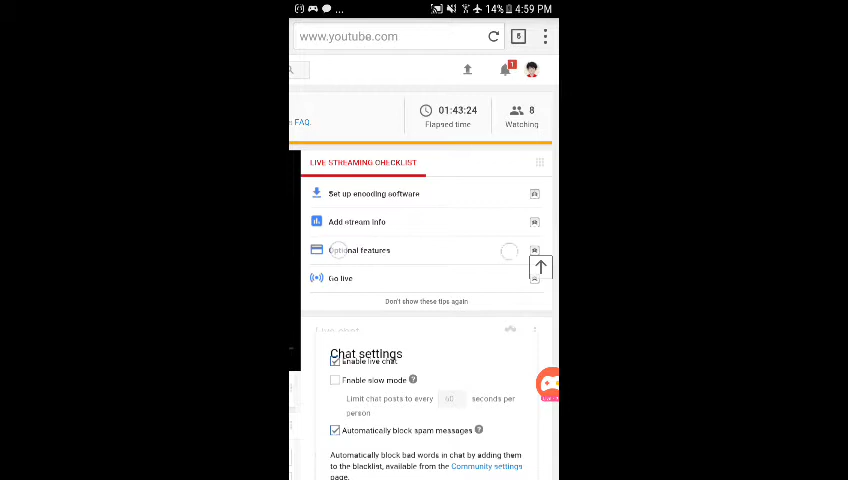 ... 14% 4:59 PM
www.youtube.com
5
1
FAQ.
01:43:24
Elapsed time
8
Watching
LIVE STREAMING CHECKLIST
Set up encoding software
Add stream info
Optional features
Go live
Don't show these tips again
Chat settings
Enable live chat
Enable slow mode ?
Limit chat posts to every 60 seconds per
person
Automatically block spam messages ?
Automatically block bad words in chat by adding them
to the blacklist, available from the Community settings
page.